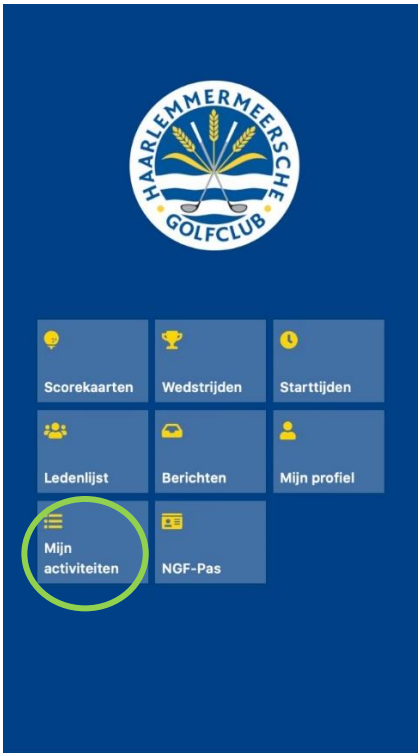 HAARLEMMERMEERSCHE
GOLFCLUB
Scorekaarten
Wedstrijden
Starttijden
Ledenlijst
Berichten
Mijn profiel
Mijn
activiteiten
NGF-Pas